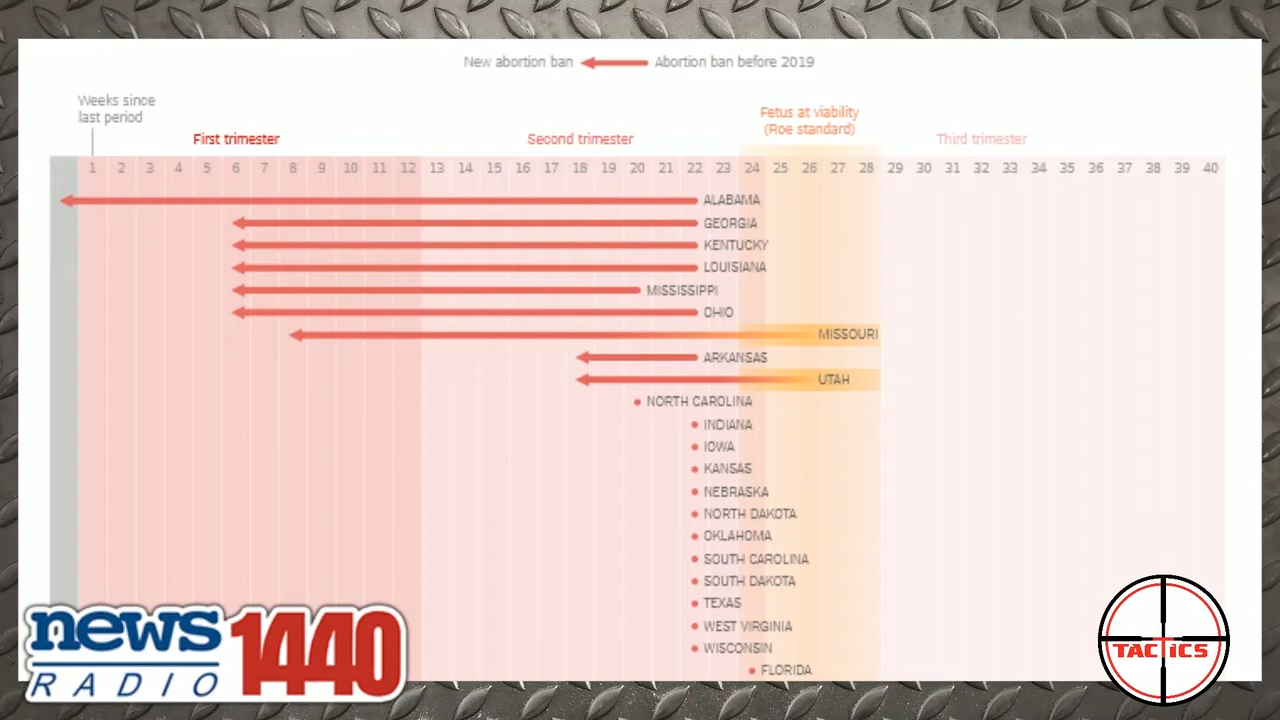 New abortion ban Abortion ban before 2019
Weeks since
last period
Fetus at viability
(Roe standard)
First trimester Second trimester Third trimester
1 2 3 4 5 6 7 8 9 10 11 12 13 14 15 16 17 18 19 20 21 22 23 24 25 26 27 28 29 30 31 32 33 34 35 36 37 38 39 40
ALABAMA
GEORGIA
KENTUCKY
LOUISIANA
MISSISSIPPI
OHIO
MISSOURI
ARKANSAS
UTAH
NORTH CAROLINA
INDIANA
IOWA
KANSAS
NEBRASKA
NORTH DAKOTA
OKLAHOMA
SOUTH CAROLINA
SOUTH DAKOTA
TEXAS
WEST VIRGINIA
WISCONSIN
FLORIDA
news 1440
RADIO
TACTICS